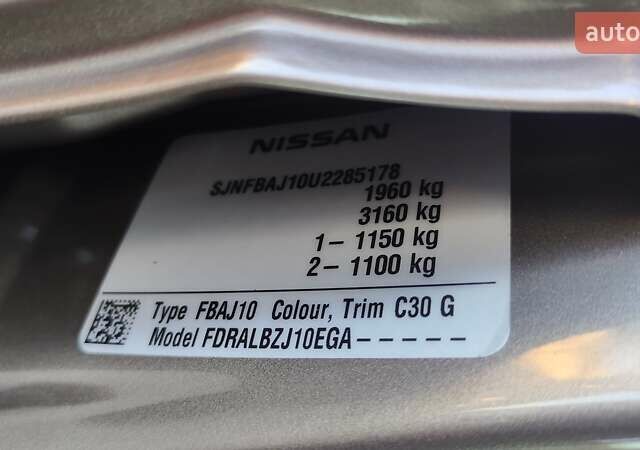 auto
NISSAN
SJNFBAJ10U2285178
1960 kg
3160 kg
1– 1150 kg
2– 1100 kg
Type FBAJ10 Colour, Trim C30 G
Model FDRALBZJ10EGA – – – – –